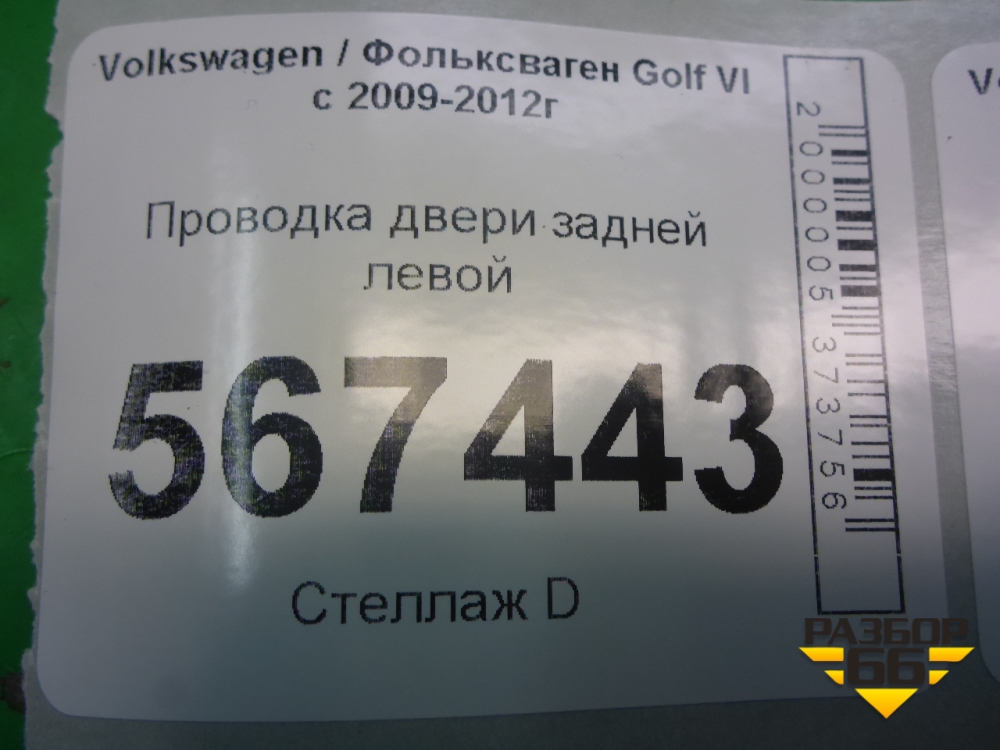 Volkswagen / Фольксваген Golf VI
с 2009-2012г
Проводка двери задней
левой
567443
Стеллаж D
2000005373756
РАЗБОР
66
V